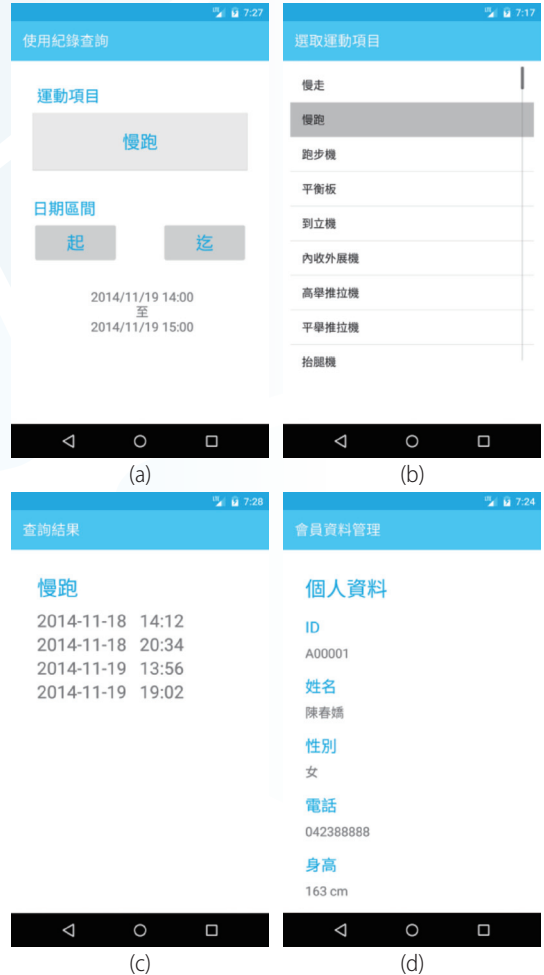 7:27
使用紀錄查詢
運動項目
慢跑
日期區間
起 迄
2014/11/19 14:00
至
2014/11/19 15:00
(a)
7:17
選取運動項目
慢走
慢跑
跑步機
平衡板
到立機
內收外展機
高舉推拉機
平舉推拉機
抬腿機
(b)
7:28
查詢結果
慢跑
2014-11-18 14:12
2014-11-18 20:34
2014-11-19 13:56
2014-11-19 19:02
(c)
7:24
會員資料管理
個人資料
ID
A00001
姓名
陳春嬌
性別
女
電話
042388888
身高
163 cm
(d)